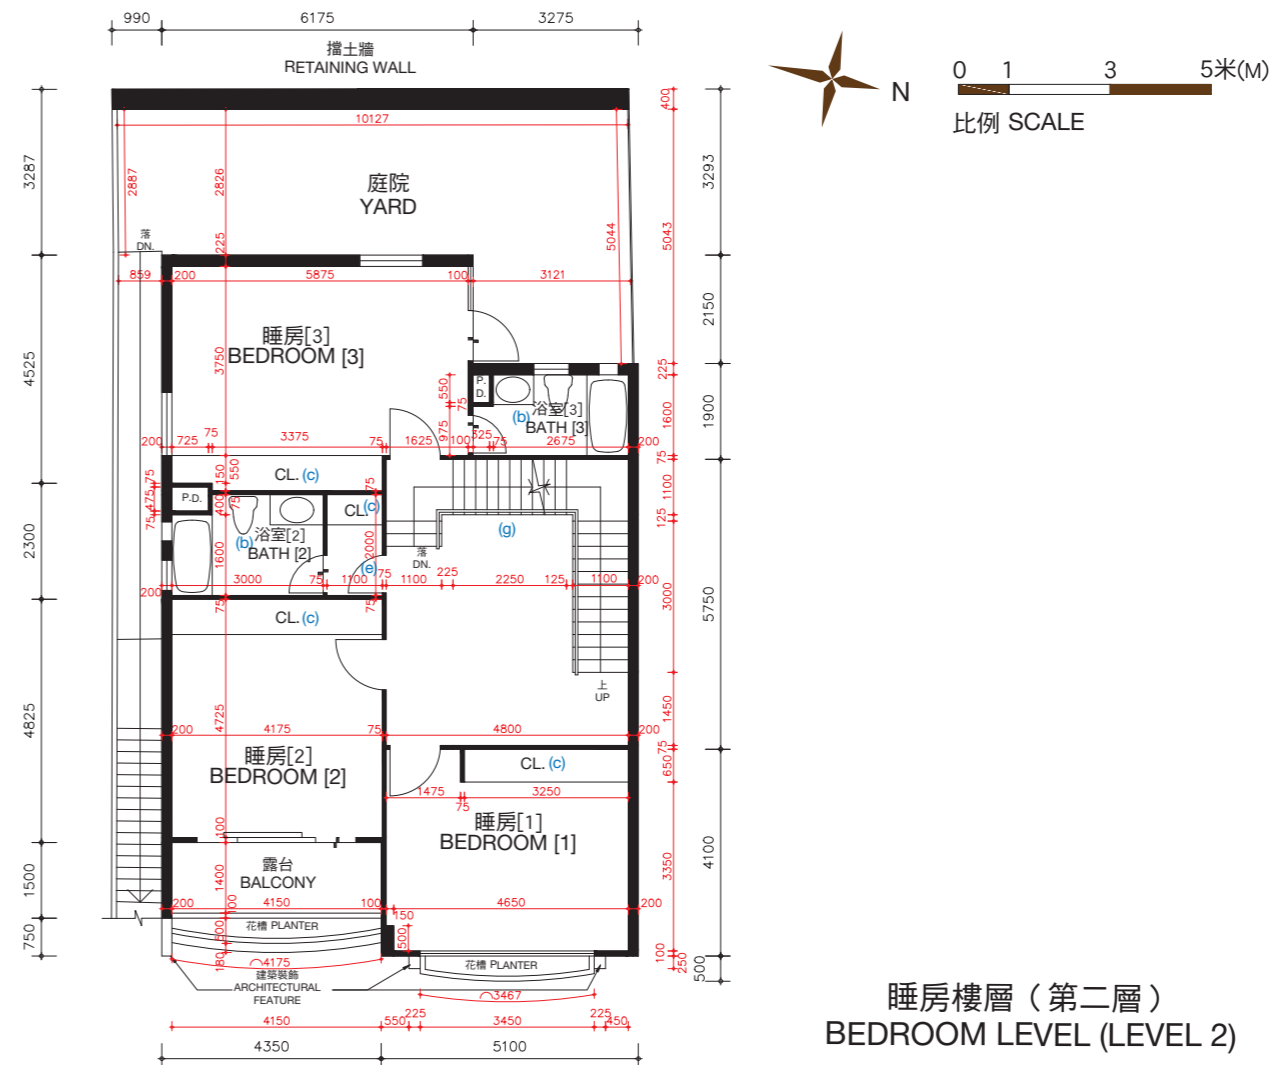 990 6175 3275
擋土牆
RETAINING WALL
N
0 1 3 5米(M)
比例 SCALE
400
10127
3287
2887
2826
庭院
YARD
3293
5043
5044
落
DN.
225
859 200 5875 100 3121
2150
睡房[3]
BEDROOM [3]
3750
4525
225
P.
D.
550
75
浴室[3]
(b)
BATH [3]
1600
1900
975
200 725 75 3375 75 1625 100 325 75 2675 200
75
150
550
CL. (c)
75
75
P.D.
475
400
75
CL. (c)
1100
75
浴室[2]
(b)
BATH [2]
125
(g)
2300
1600
2000
落
DN.
(e)
200 3000 75 1100 75 1100 225 2250 125 1100 200
3000
5750
75
75
CL. (c)
上
UP
4825
4725
1450
200 4175 75 4800 200
75
睡房[2]
BEDROOM [2]
CL. (c)
650
1475 75 3250
100
睡房[1]
BEDROOM [1]
4100
3350
露台
BALCONY
1500
1400
200 4150 100 4650 200
100
150
花槽 PLANTER
500
500
750
180
4175
100
250
500
花槽 PLANTER
建築裝飾
ARCHITECTURAL
FEATURE
3467
4150 550 225 3450 225 450
4350 5100
睡房樓層（第二層）
BEDROOM LEVEL (LEVEL 2)